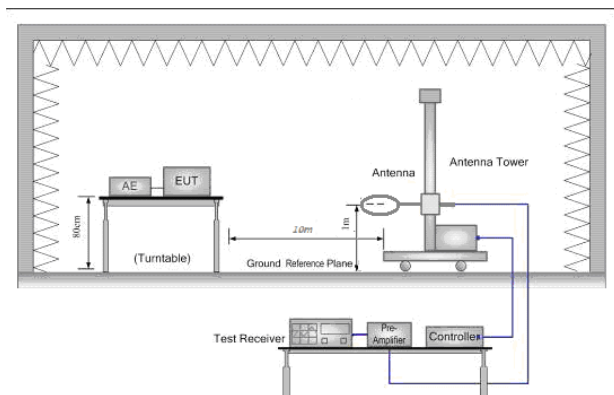 Antenna
Antenna Tower
AE
EUT
80cm
(Turntable)
10m
1m
Ground Reference Plane
Test Receiver
Pre-
Amplifier
Controller